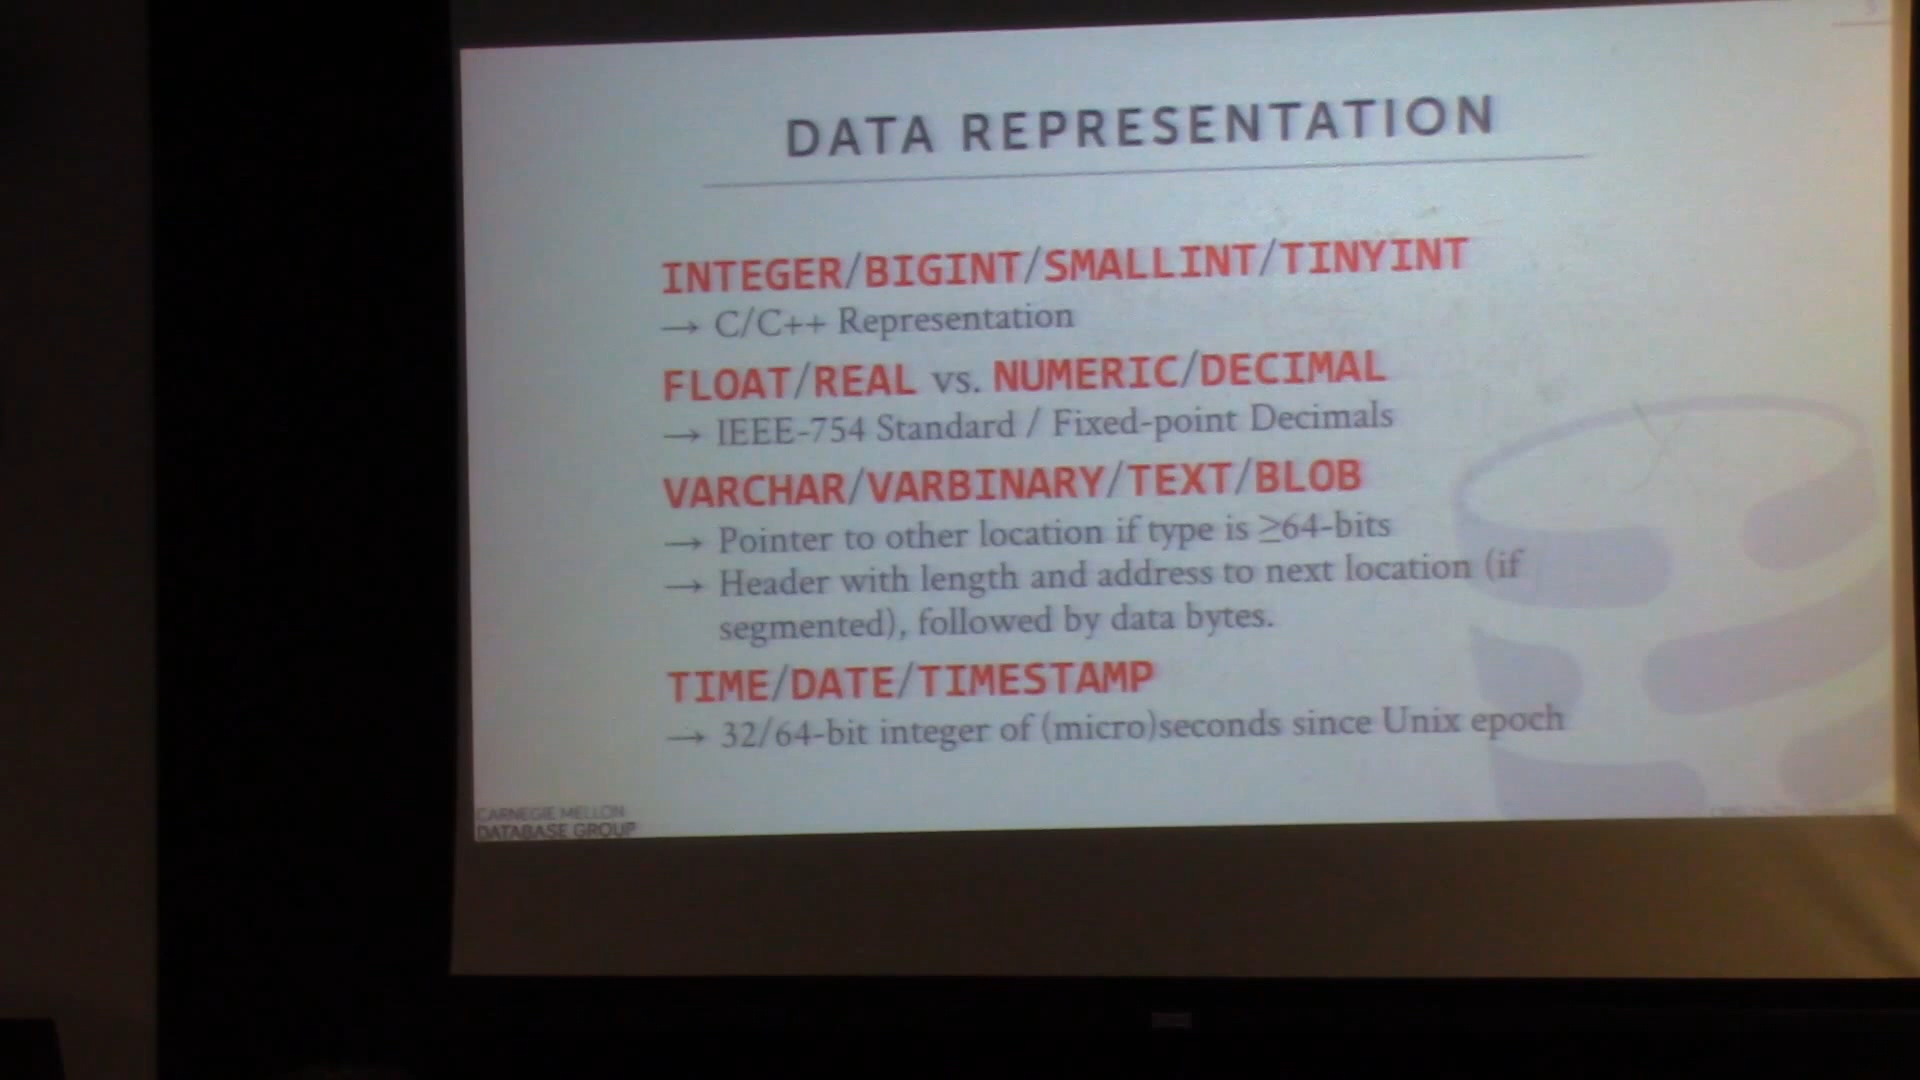 DATA REPRESENTATION
INTEGER/BIGINT/SMALLINT/TINYINT
→ C/C++ Representation
FLOAT/REAL vs. NUMERIC/DECIMAL
→ IEEE-754 Standard / Fixed-point Decimals
VARCHAR/VARBINARY/TEXT/BLOB
→ Pointer to other location if type is ≥64-bits
→ Header with length and address to next location (if
segmented), followed by data bytes.
TIME/DATE/TIMESTAMP
→ 32/64-bit integer of (micro)seconds since Unix epoch
CARNEGIE MELLON
DATABASE GROUP